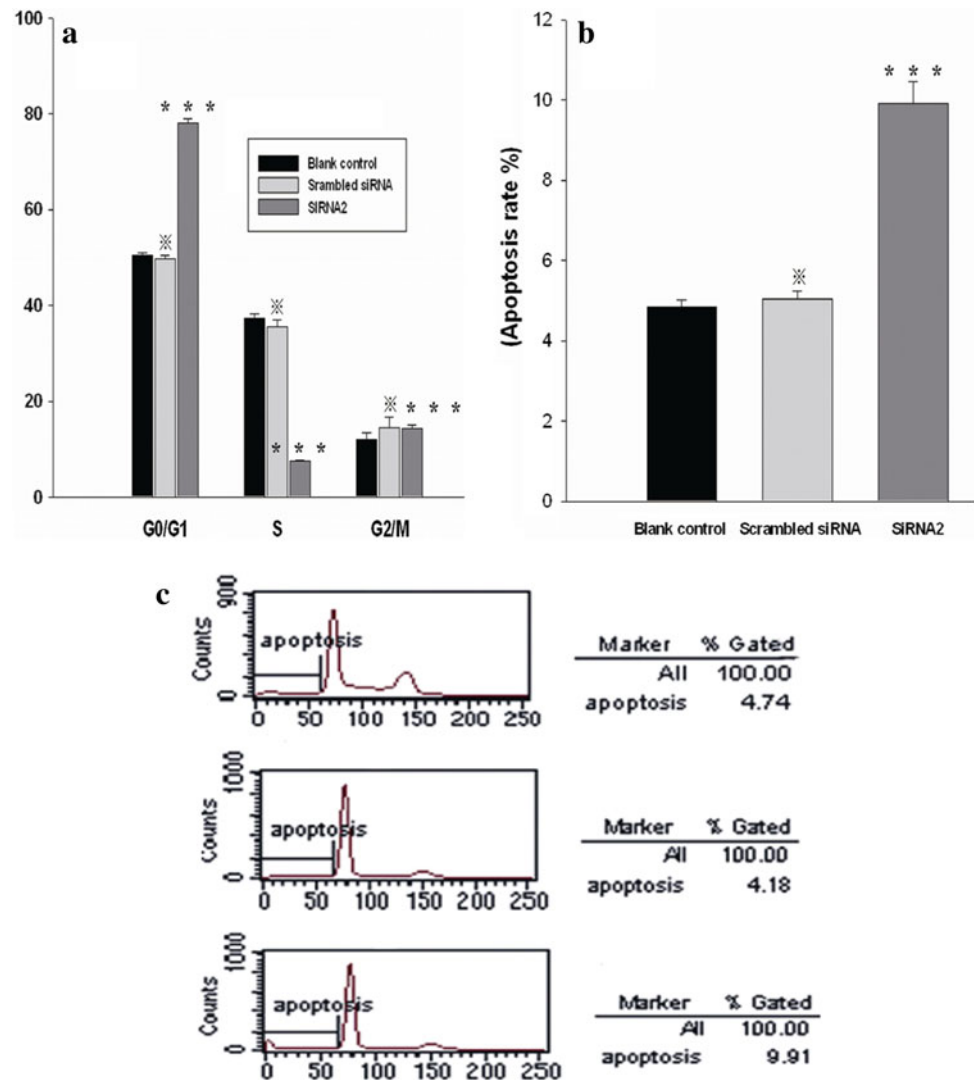 a
100
80
60
40
20
0
* * *
※
※
* * *
※ * * *
Blank control
Srambled siRNA
SIRNA2
G0/G1 S G2/M
b
(Apoptosis rate %)
12
10
8
6
4
2
0
※
* * *
Blank control Scrambled siRNA SiRNA2
c
Counts
900
0
apoptosis
0 50 100 150 200 250
Marker % Gated
All 100.00
apoptosis 4.74
Counts
1000
0
apoptosis
0 50 100 150 200 250
Marker % Gated
All 100.00
apoptosis 4.18
Counts
1000
0
apoptosis
0 50 100 150 200 250
Marker % Gated
All 100.00
apoptosis 9.91